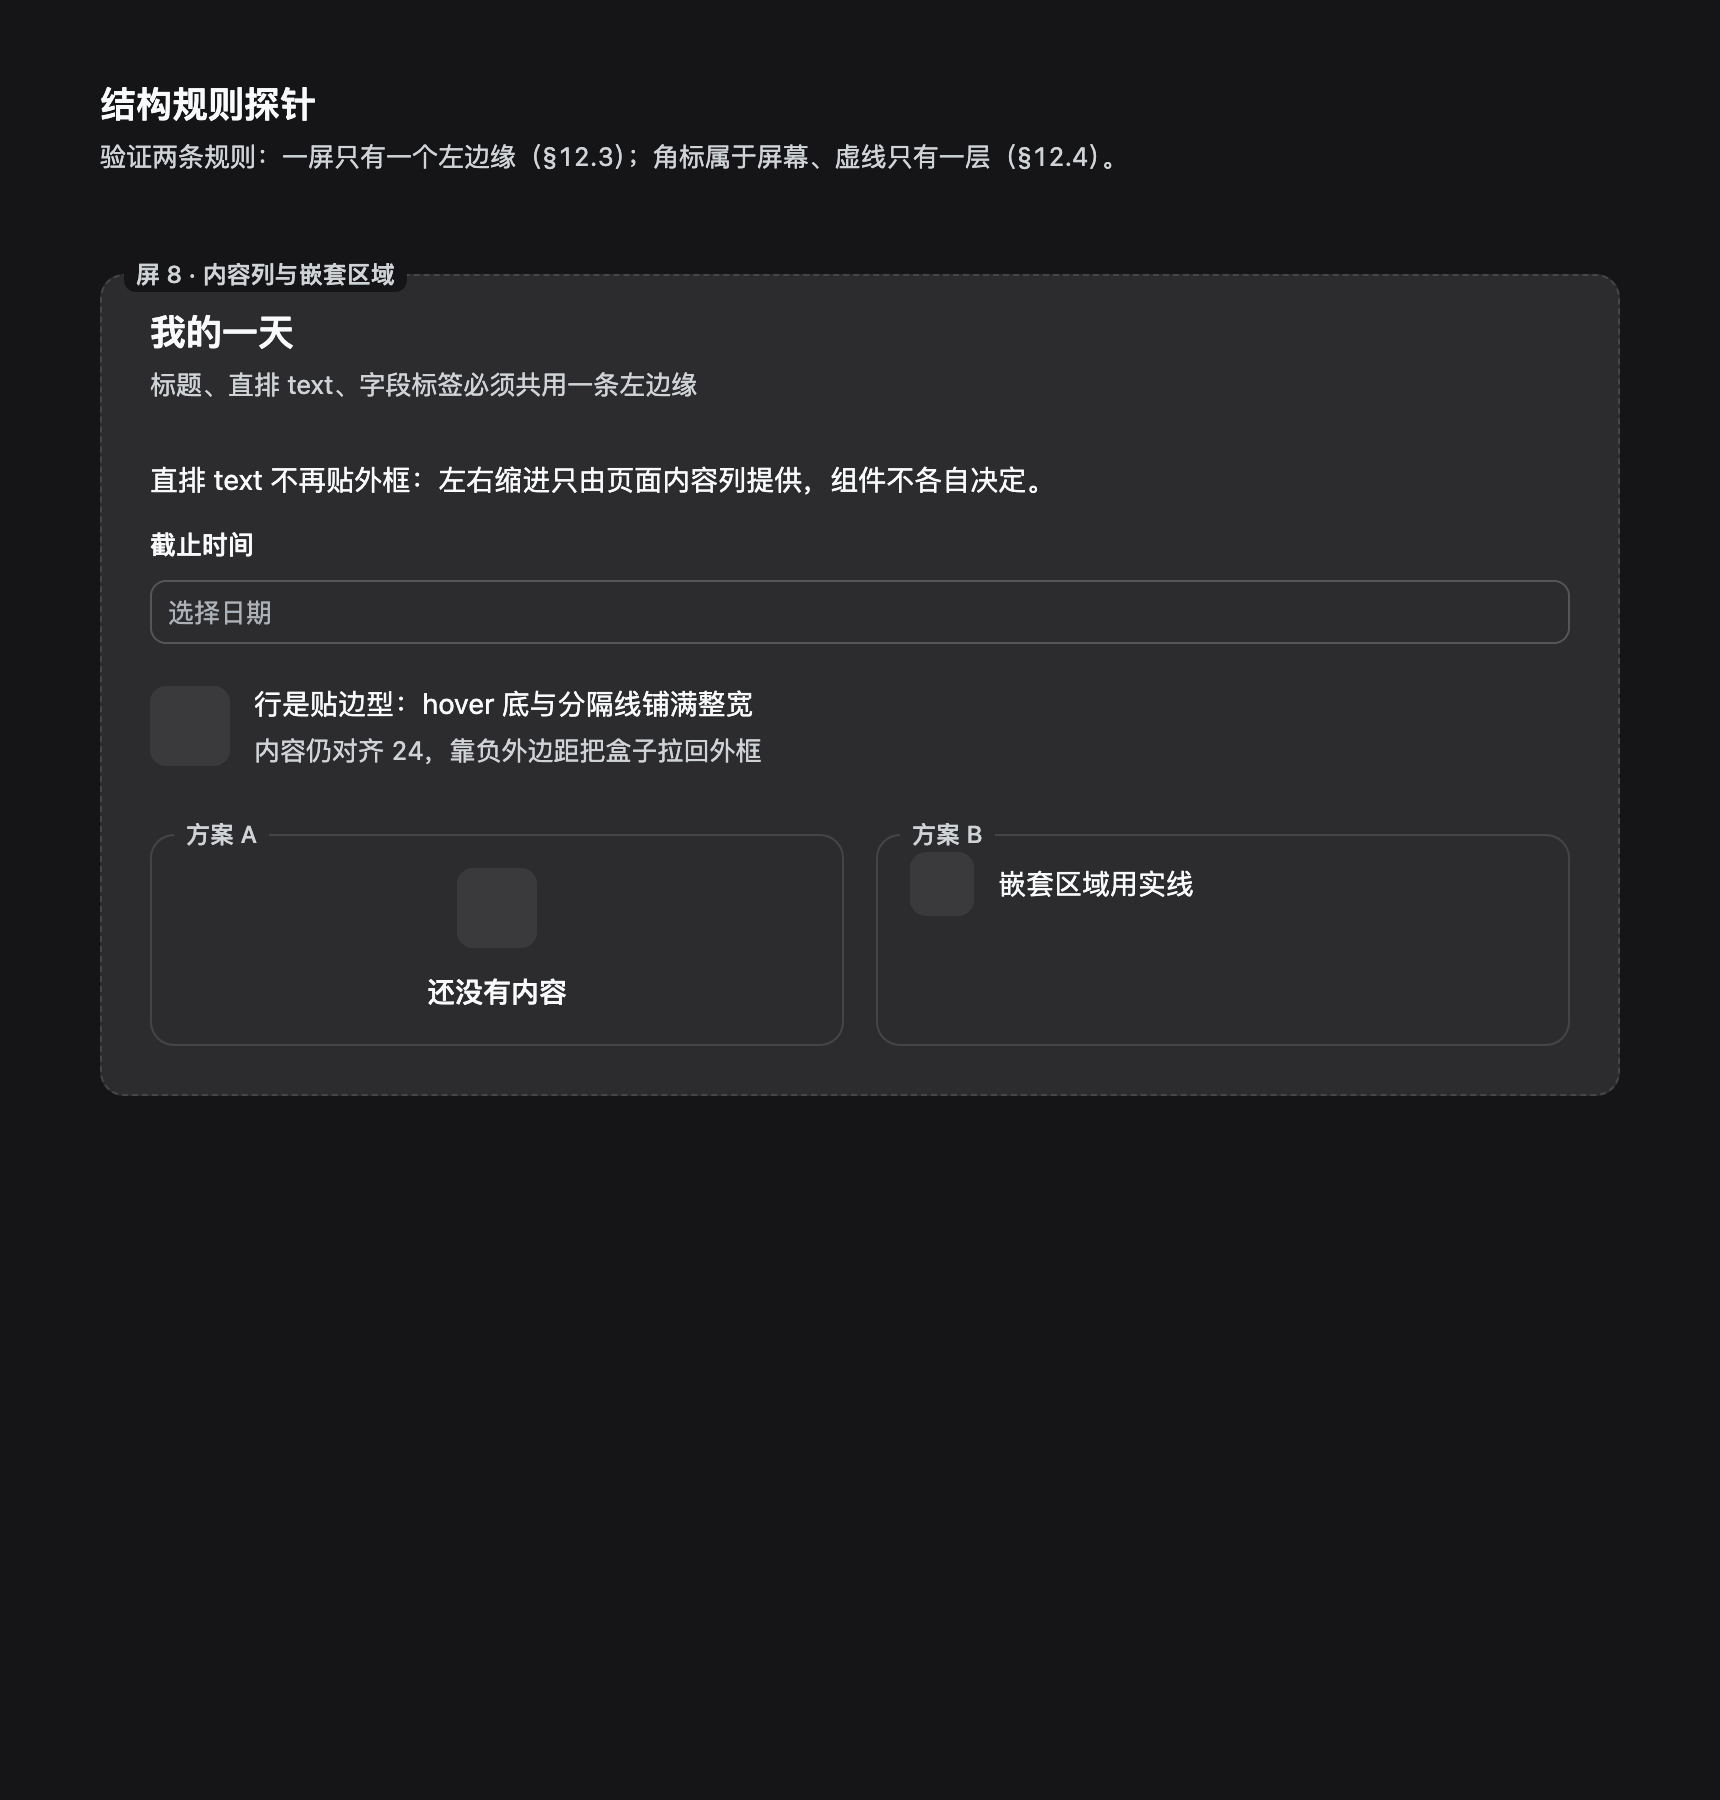 结构规则探针
验证两条规则：一屏只有一个左边缘（§12.3）；角标属于屏幕、虚线只有一层（§12.4）。
屏 8 · 内容列与嵌套区域
我的一天
标题、直排 text、字段标签必须共用一条左边缘
直排 text 不再贴外框：左右缩进只由页面内容列提供，组件不各自决定。
截止时间
选择日期
行是贴边型：hover 底与分隔线铺满整宽
内容仍对齐 24，靠负外边距把盒子拉回外框
方案 A
还没有内容
方案 B
嵌套区域用实线